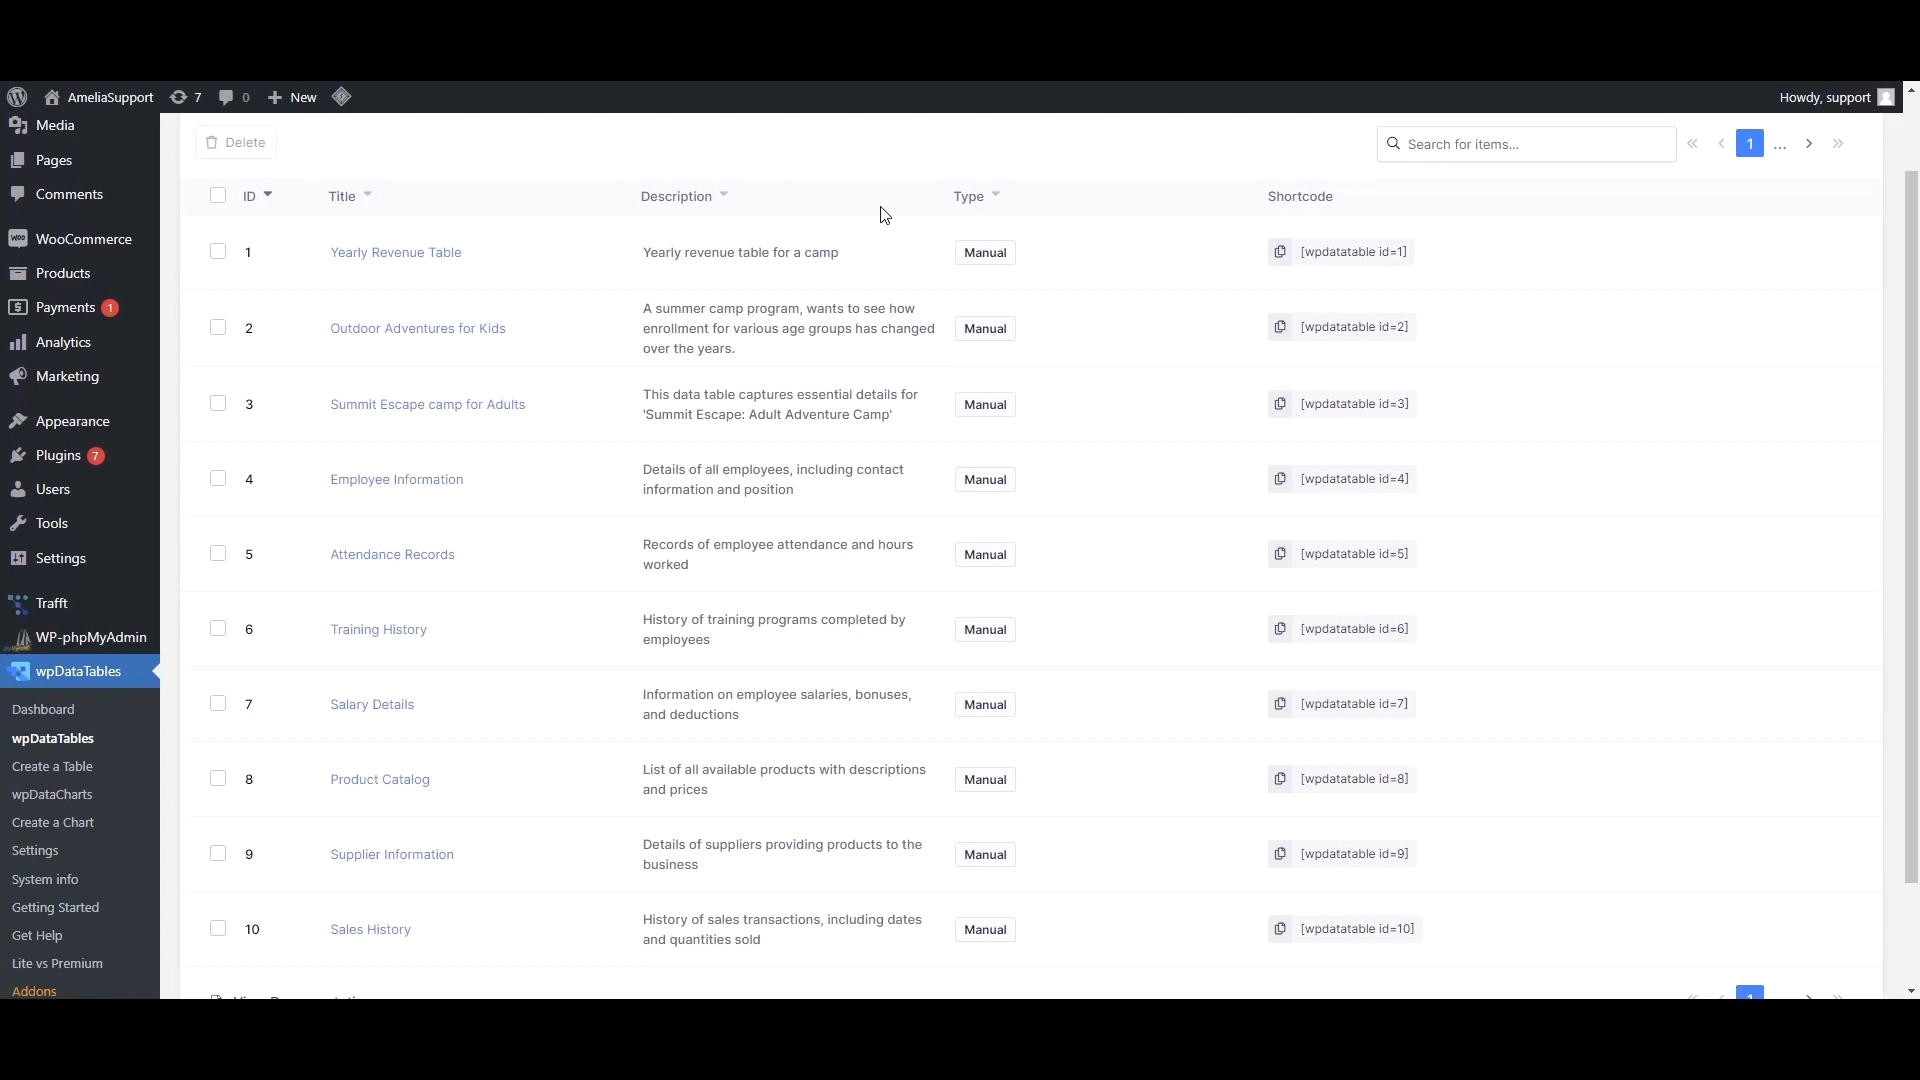 AmeliaSupport 7 0 New Howdy, support
Media
Pages
Comments
WooCommerce
Products
Payments 1
Analytics
Marketing
Appearance
Plugins 7
Users
Tools
Settings
Trafft
WP-phpMyAdmin
wpDataTables
Dashboard
wpDataTables
Create a Table
wpDataCharts
Create a Chart
Settings
System info
Getting Started
Get Help
Lite vs Premium
Addons
Delete
Search for items...
« ‹ 1 ... › »
ID Title Description Type Shortcode
1 Yearly Revenue Table Yearly revenue table for a camp Manual [wpdatatable id=1]
2 Outdoor Adventures for Kids A summer camp program, wants to see how
enrollment for various age groups has changed
over the years. Manual [wpdatatable id=2]
3 Summit Escape camp for Adults This data table captures essential details for
'Summit Escape: Adult Adventure Camp' Manual [wpdatatable id=3]
4 Employee Information Details of all employees, including contact
information and position Manual [wpdatatable id=4]
5 Attendance Records Records of employee attendance and hours
worked Manual [wpdatatable id=5]
6 Training History History of training programs completed by
employees Manual [wpdatatable id=6]
7 Salary Details Information on employee salaries, bonuses,
and deductions Manual [wpdatatable id=7]
8 Product Catalog List of all available products with descriptions
and prices Manual [wpdatatable id=8]
9 Supplier Information Details of suppliers providing products to the
business Manual [wpdatatable id=9]
10 Sales History History of sales transactions, including dates
and quantities sold Manual [wpdatatable id=10]